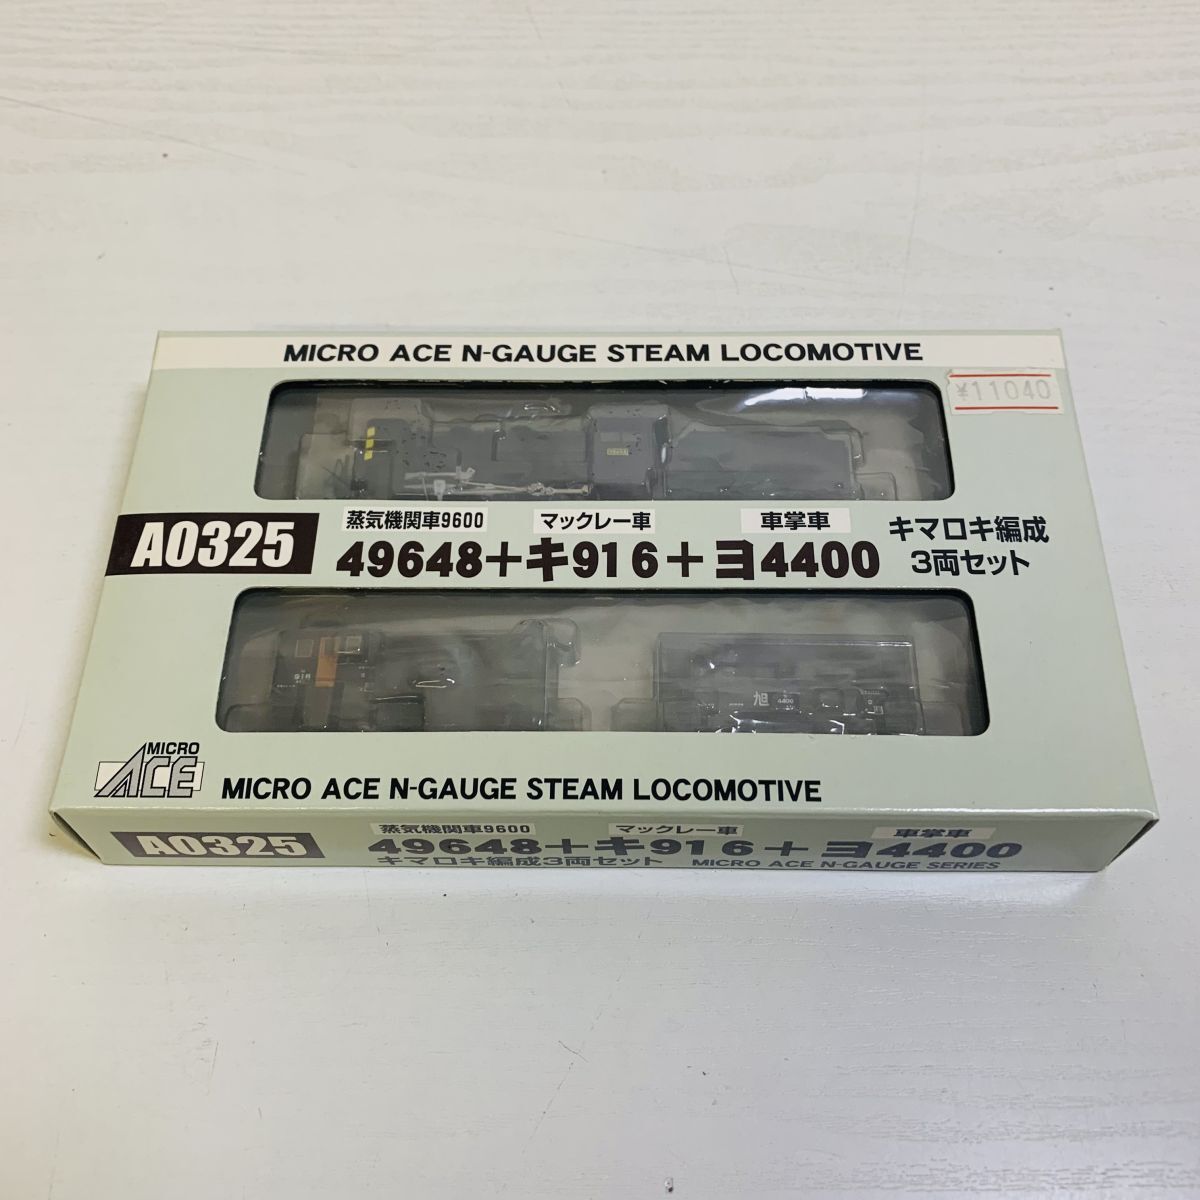 MICRO ACE N-GAUGE STEAM LOCOMOTIVE
¥11040
A0325
蒸気機関車9600 マックレー車 車掌車
49648+キ916+ヨ4400
キマロキ編成
3両セット
916
旭
4400
MICRO
ACE
MICRO ACE N-GAUGE STEAM LOCOMOTIVE
A0325
蒸気機関車9600 マックレー車 車掌車
49648+キ916+ヨ4400
キマロキ編成3両セット MICRO ACE N-GAUGE SERIES